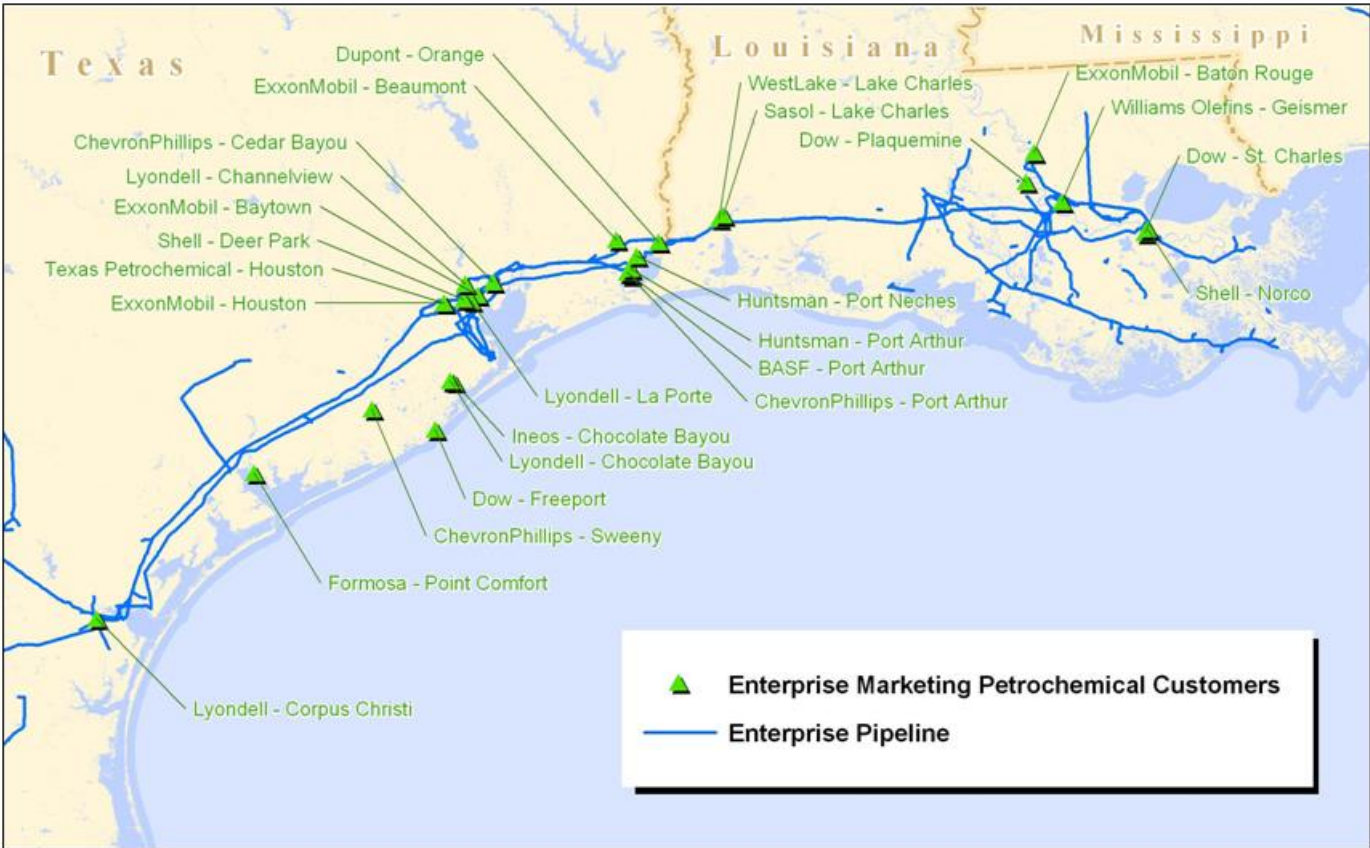 Texas
Louisiana
Mississippi
Dupont - Orange
ExxonMobil - Beaumont
ChevronPhillips - Cedar Bayou
Lyondell - Channelview
ExxonMobil - Baytown
Shell - Deer Park
Texas Petrochemical - Houston
ExxonMobil - Houston
WestLake - Lake Charles
Sasol - Lake Charles
Dow - Plaquemine
ExxonMobil - Baton Rouge
Williams Olefins - Geismer
Dow - St. Charles
Shell - Norco
Huntsman - Port Neches
Huntsman - Port Arthur
BASF - Port Arthur
ChevronPhillips - Port Arthur
Lyondell - La Porte
Ineos - Chocolate Bayou
Lyondell - Chocolate Bayou
Dow - Freeport
ChevronPhillips - Sweeny
Formosa - Point Comfort
Lyondell - Corpus Christi
Enterprise Marketing Petrochemical Customers
Enterprise Pipeline